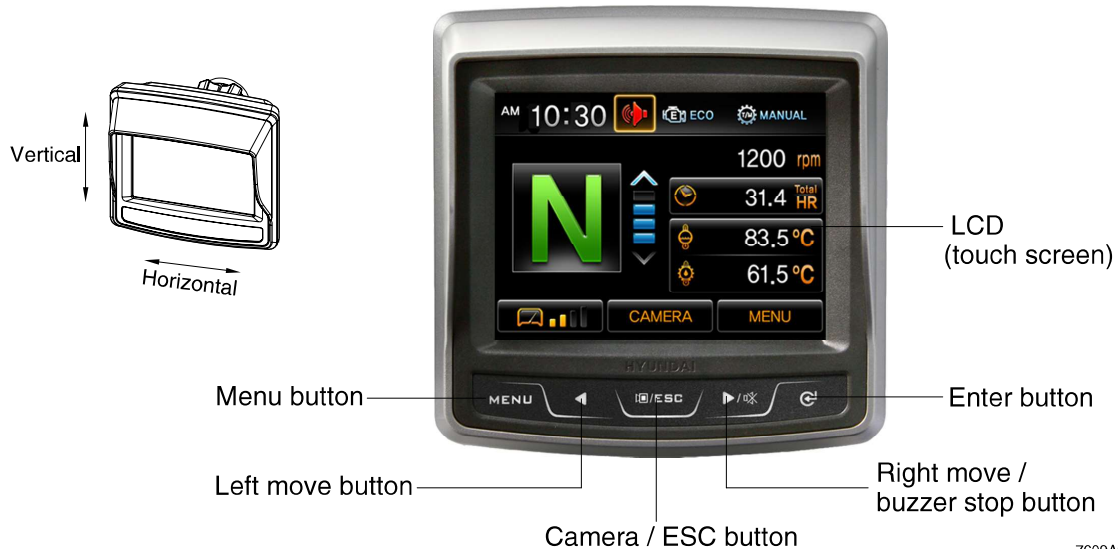 Vertical
Horizontal
AM 10:30 E ECO T/M MANUAL
1200 rpm
N
31.4 Total HR
83.5°C
61.5°C
CAMERA MENU
LCD
(touch screen)
HYUNDAI
MENU /ESC /
Menu button
Enter button
Left move button
Right move /
buzzer stop button
Camera / ESC button